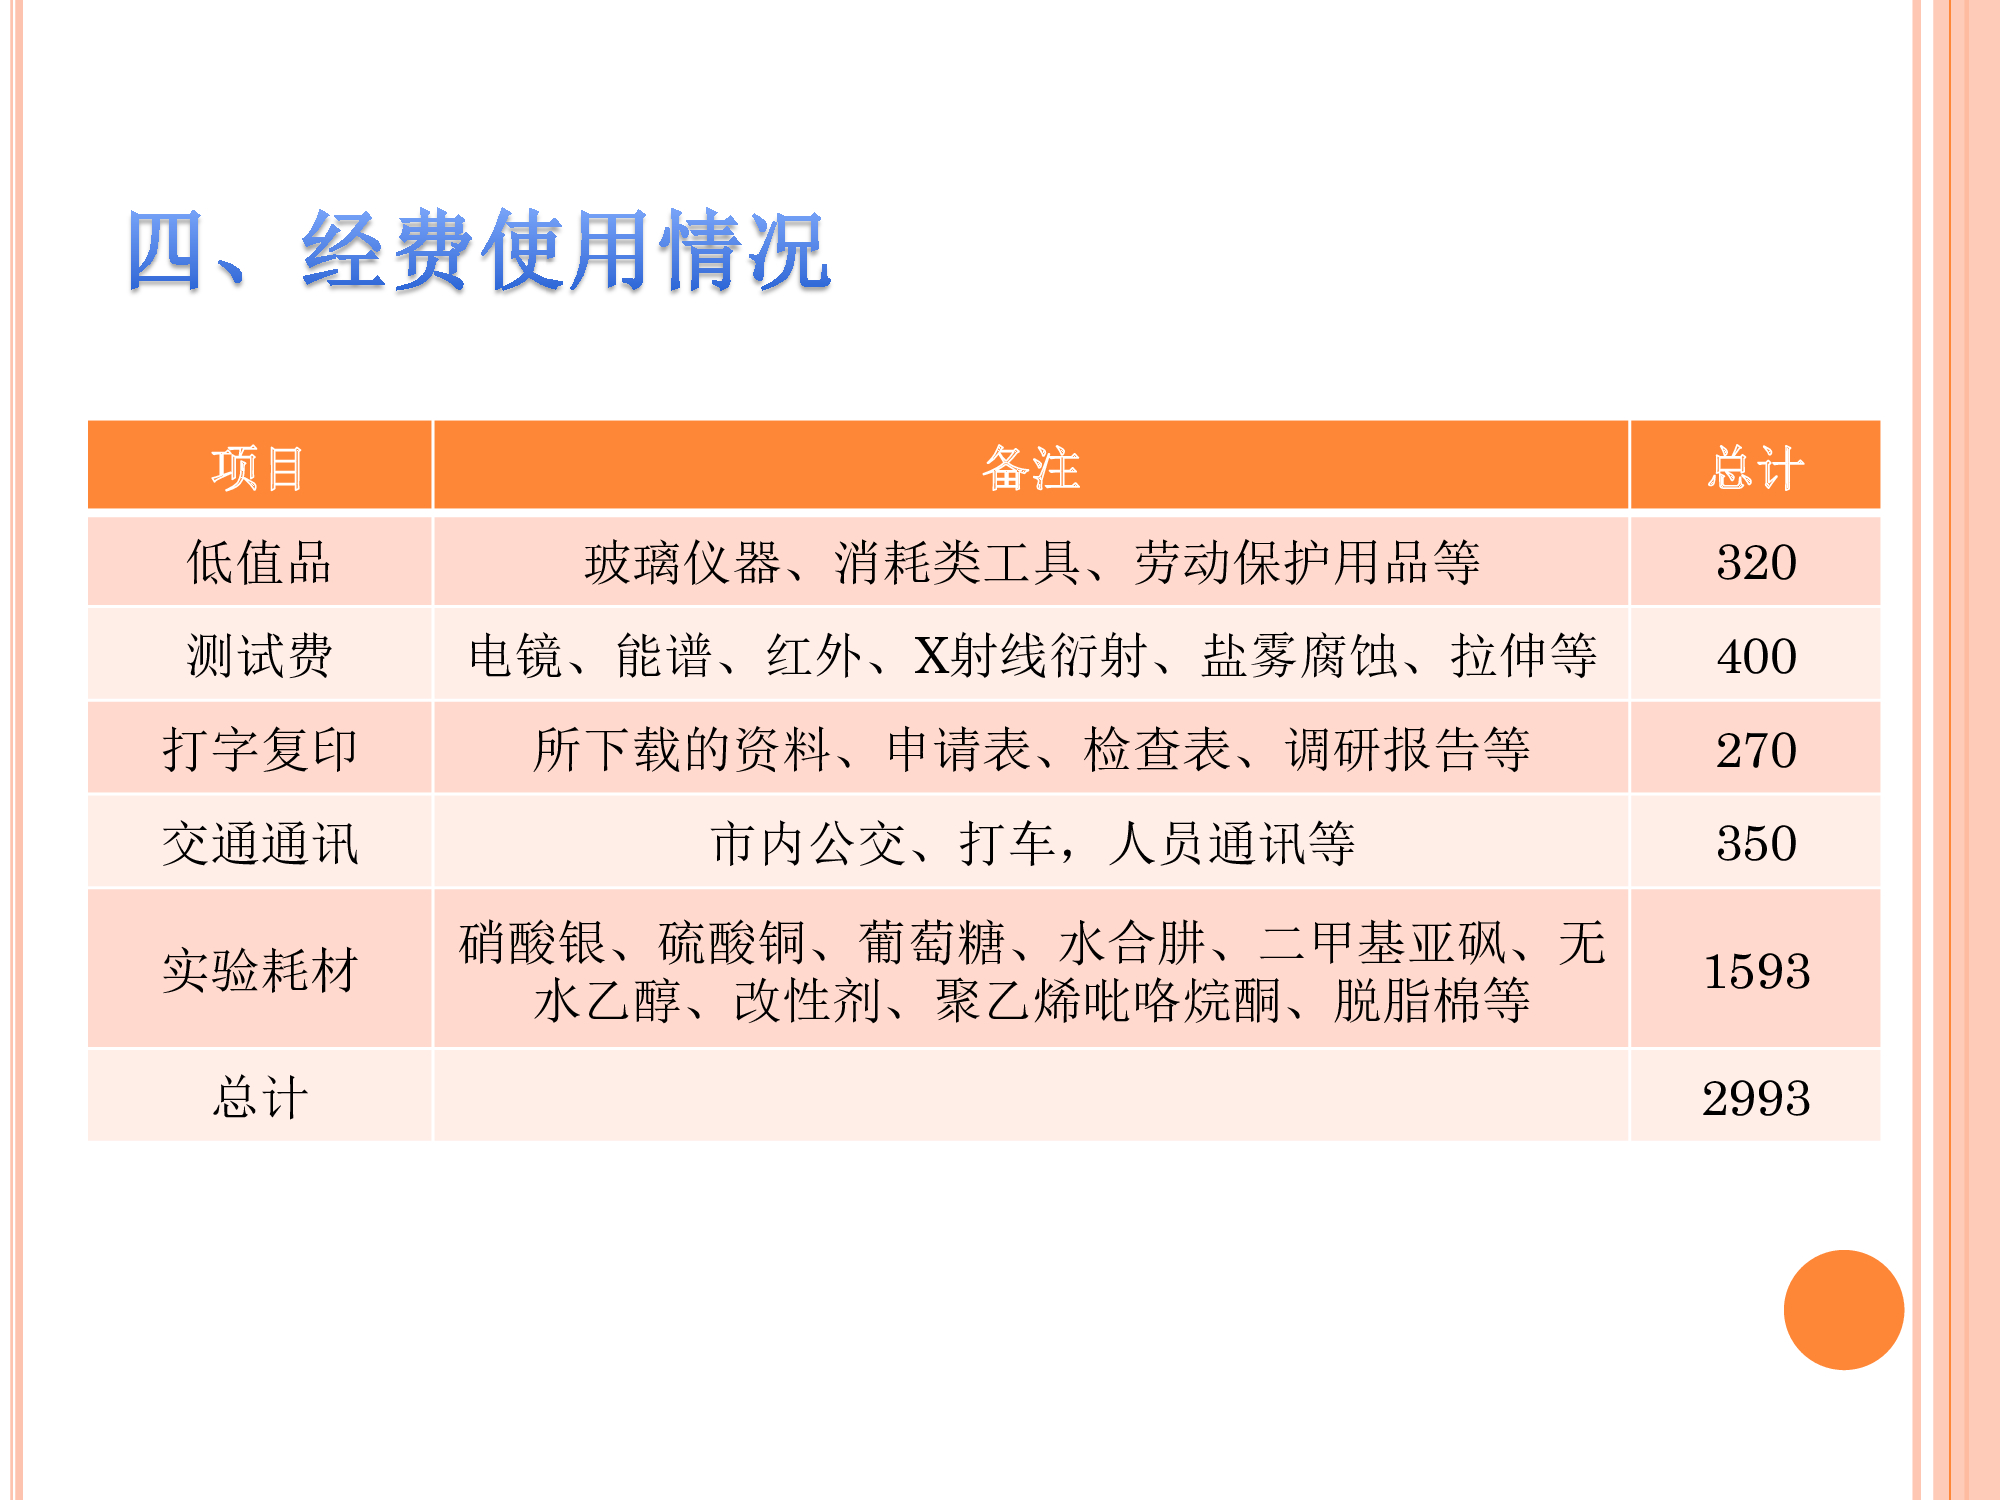 四、经费使用情况
项目 备注 总计
低值品 玻璃仪器、消耗类工具、劳动保护用品等 320
测试费 电镜、能谱、红外、X射线衍射、盐雾腐蚀、拉伸等 400
打字复印 所下载的资料、申请表、检查表、调研报告等 270
交通通讯 市内公交、打车，人员通讯等 350
实验耗材 硝酸银、硫酸铜、葡萄糖、水合肼、二甲基亚砜、无
水乙醇、改性剂、聚乙烯吡咯烷酮、脱脂棉等 1593
总计 2993